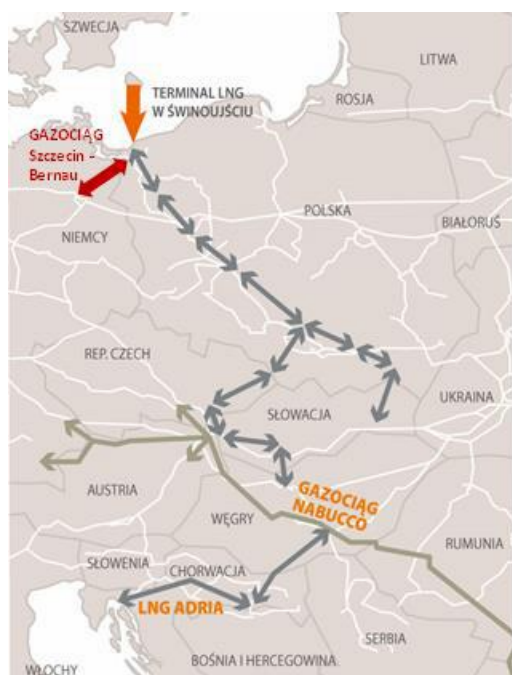 SZWECJA
LITWA
TERMINAL LNG
W ŚWINOUJŚCIU
ROSJA
GAZOCIĄG
Szczecin –
Bernau
POLSKA
BIAŁORUŚ
NIEMCY
REP. CZECH
UKRAINA
SŁOWACJA
AUSTRIA
GAZOCIĄG
NABUCCO
WĘGRY
RUMUNIA
SŁOWENIA
CHORWACJA
LNG ADRIA
SERBIA
BOŚNIA I HERCEGOWINA
WŁOCHY